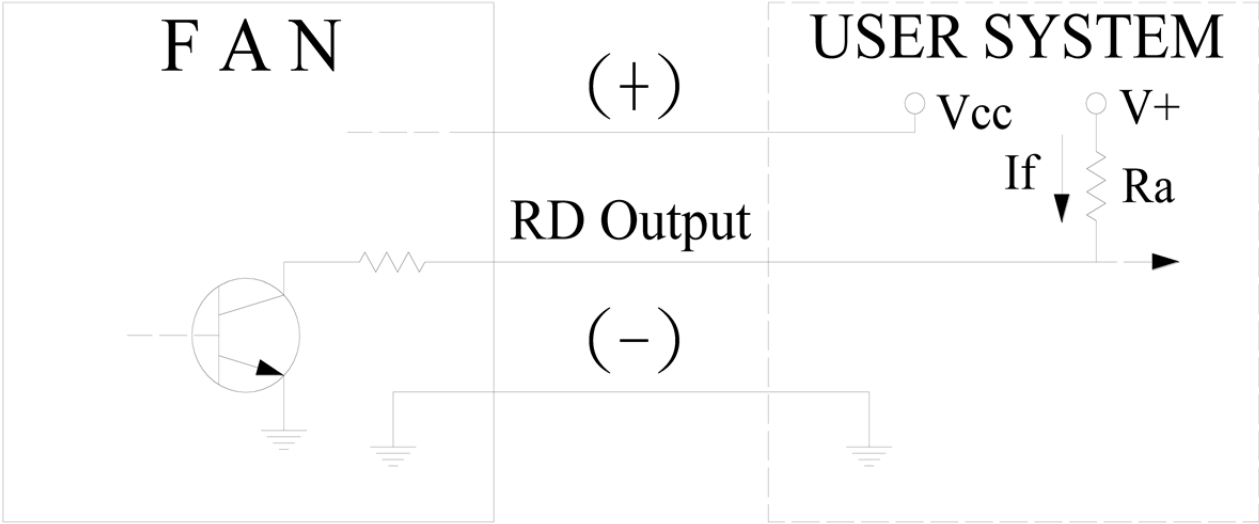 F A N
USER SYSTEM
(+)
Vcc
V+
If
Ra
RD Output
(-)